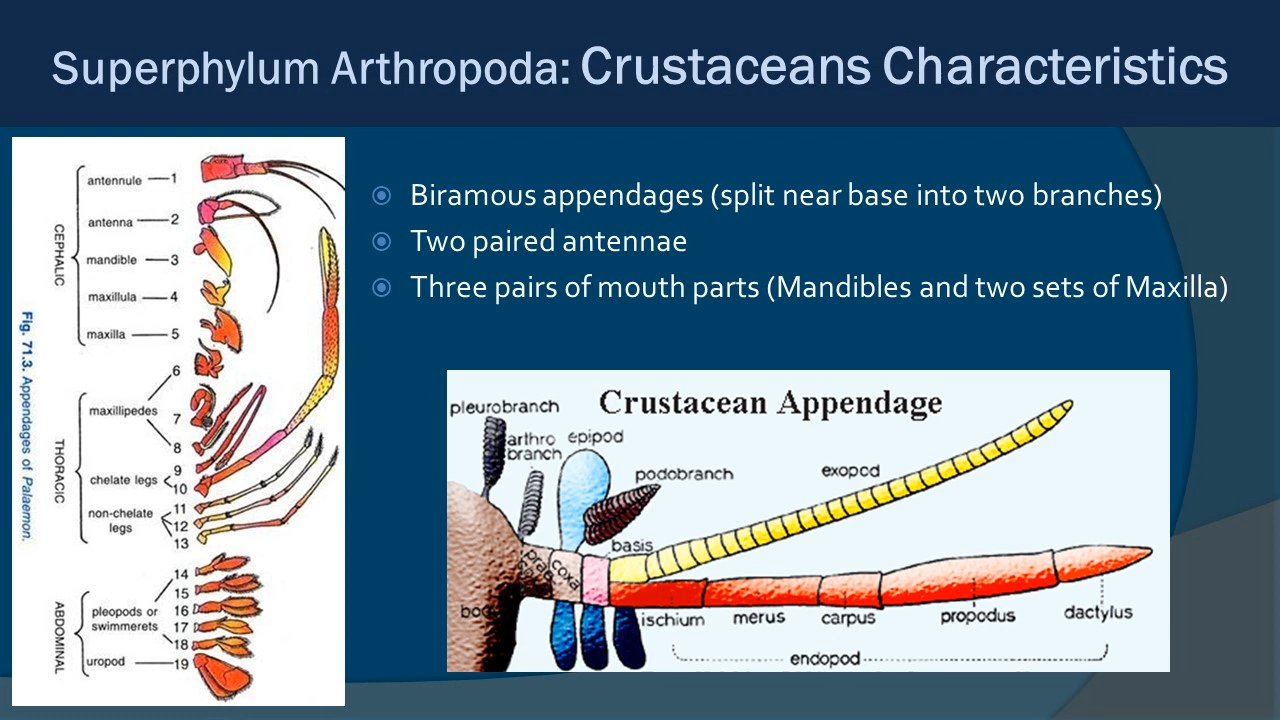 Superphylum Arthropoda: Crustaceans Characteristics
Biramous appendages (split near base into two branches)
Two paired antennae
Three pairs of mouth parts (Mandibles and two sets of Maxilla)
Fig. 71.3. Appendages of Palaemon.
CEPHALIC
antennule 1
antenna 2
mandible 3
maxillula 4
maxilla 5
THORACIC
6
maxillipedes
7
8
9
chelate legs
10
non-chelate
legs
11
12
13
ABDOMINAL
14
15
pleopods or
swimmerets
16
17
18
uropod 19
Crustacean Appendage
pleurobranch
arthro
branch
epipod
podobranch
exopod
basis
coxa
ischium
merus
carpus
propodus
dactylus
endopod